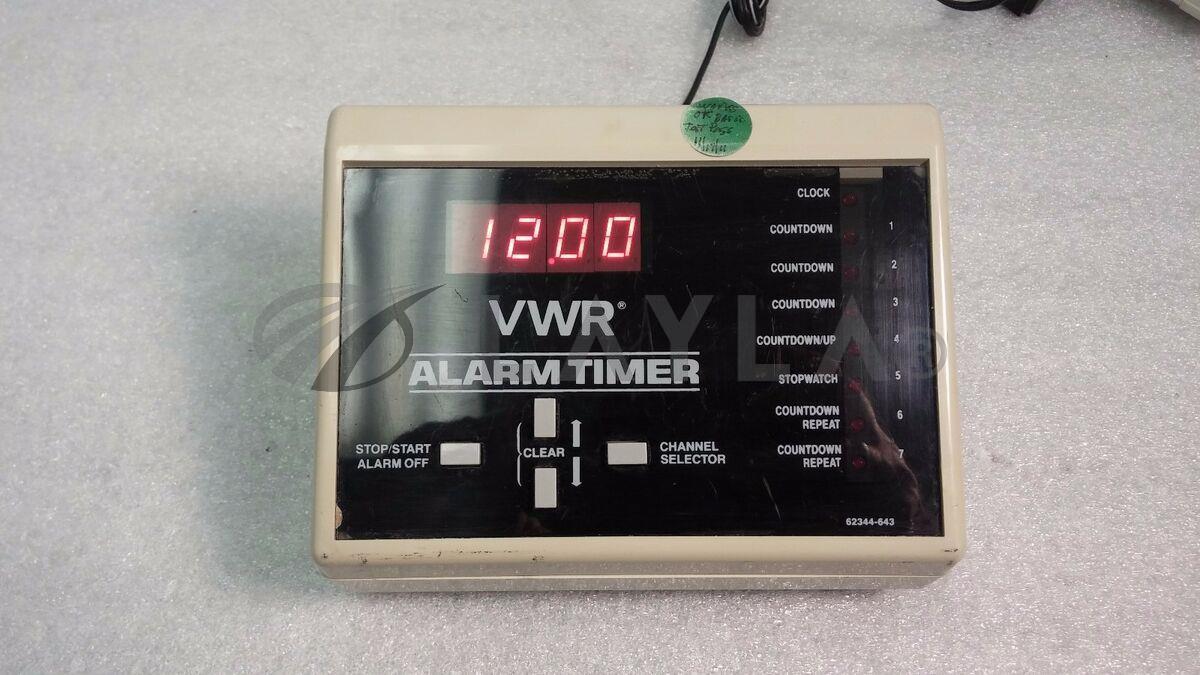 OK
12.00
VWR®
ALARM TIMER
STOP/START
ALARM OFF
CLEAR
CHANNEL
SELECTOR
CLOCK
COUNTDOWN 1
COUNTDOWN 2
COUNTDOWN 3
COUNTDOWN/UP 4
STOPWATCH 5
COUNTDOWN
REPEAT 6
COUNTDOWN
REPEAT 7
62344-643